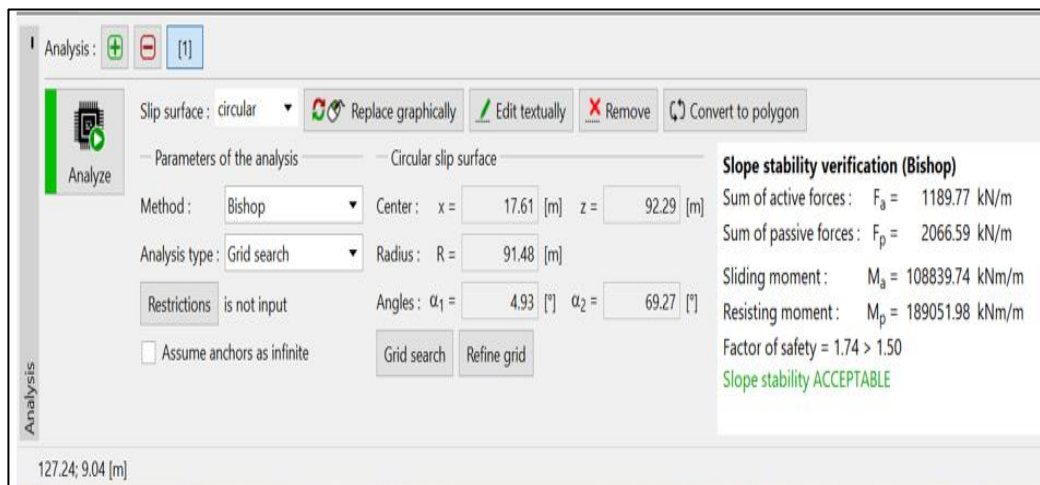 Analysis : [1]
Analyze
Slip surface : circular Replace graphically Edit textually Remove Convert to polygon
Parameters of the analysis
Method : Bishop
Analysis type : Grid search
Restrictions is not input
Assume anchors as infinite
Circular slip surface
Center : x = 17.61 [m] z = 92.29 [m]
Radius : R = 91.48 [m]
Angles : α1 = 4.93 [°] α2 = 69.27 [°]
Grid search Refine grid
Slope stability verification (Bishop)
Sum of active forces : Fa = 1189.77 kN/m
Sum of passive forces : Fp = 2066.59 kN/m
Sliding moment : Ma = 108839.74 kNm/m
Resisting moment : Mp = 189051.98 kNm/m
Factor of safety = 1.74 > 1.50
Slope stability ACCEPTABLE
Analysis
127.24; 9.04 [m]